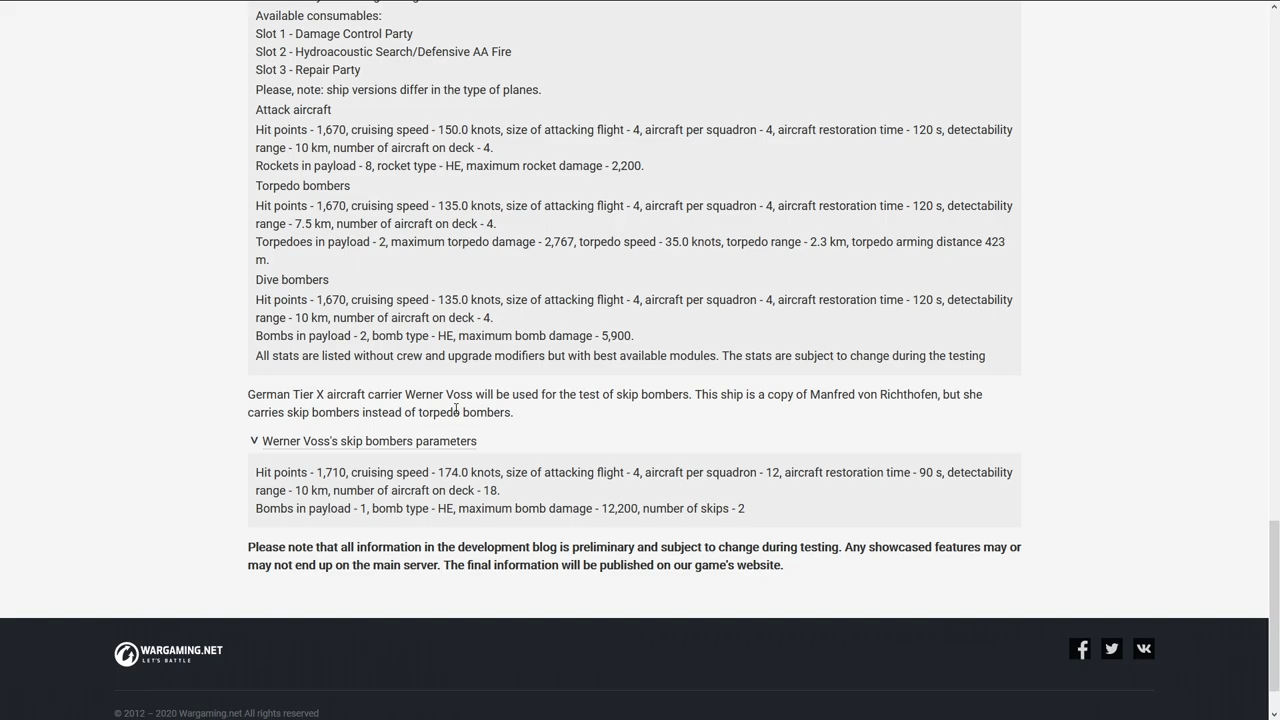 Available consumables:
Slot 1 - Damage Control Party
Slot 2 - Hydroacoustic Search/Defensive AA Fire
Slot 3 - Repair Party
Please, note: ship versions differ in the type of planes.
Attack aircraft
Hit points - 1,670, cruising speed - 150.0 knots, size of attacking flight - 4, aircraft per squadron - 4, aircraft restoration time - 120 s, detectability
range - 10 km, number of aircraft on deck - 4.
Rockets in payload - 8, rocket type - HE, maximum rocket damage - 2,200.
Torpedo bombers
Hit points - 1,670, cruising speed - 135.0 knots, size of attacking flight - 4, aircraft per squadron - 4, aircraft restoration time - 120 s, detectability
range - 7.5 km, number of aircraft on deck - 4.
Torpedoes in payload - 2, maximum torpedo damage - 2,767, torpedo speed - 35.0 knots, torpedo range - 2.3 km, torpedo arming distance 423
m.
Dive bombers
Hit points - 1,670, cruising speed - 135.0 knots, size of attacking flight - 4, aircraft per squadron - 4, aircraft restoration time - 120 s, detectability
range - 10 km, number of aircraft on deck - 4.
Bombs in payload - 2, bomb type - HE, maximum bomb damage - 5,900.
All stats are listed without crew and upgrade modifiers but with best available modules. The stats are subject to change during the testing
German Tier X aircraft carrier Werner Voss will be used for the test of skip bombers. This ship is a copy of Manfred von Richthofen, but she
carries skip bombers instead of torpedo bombers.
Werner Voss's skip bombers parameters
Hit points - 1,710, cruising speed - 174.0 knots, size of attacking flight - 4, aircraft per squadron - 12, aircraft restoration time - 90 s, detectability
range - 10 km, number of aircraft on deck - 18.
Bombs in payload - 1, bomb type - HE, maximum bomb damage - 12,200, number of skips - 2
Please note that all information in the development blog is preliminary and subject to change during testing. Any showcased features may or
may not end up on the main server. The final information will be published on our game's website.
WARGAMING.NET
LET'S BATTLE
© 2012 – 2020 Wargaming.net All rights reserved